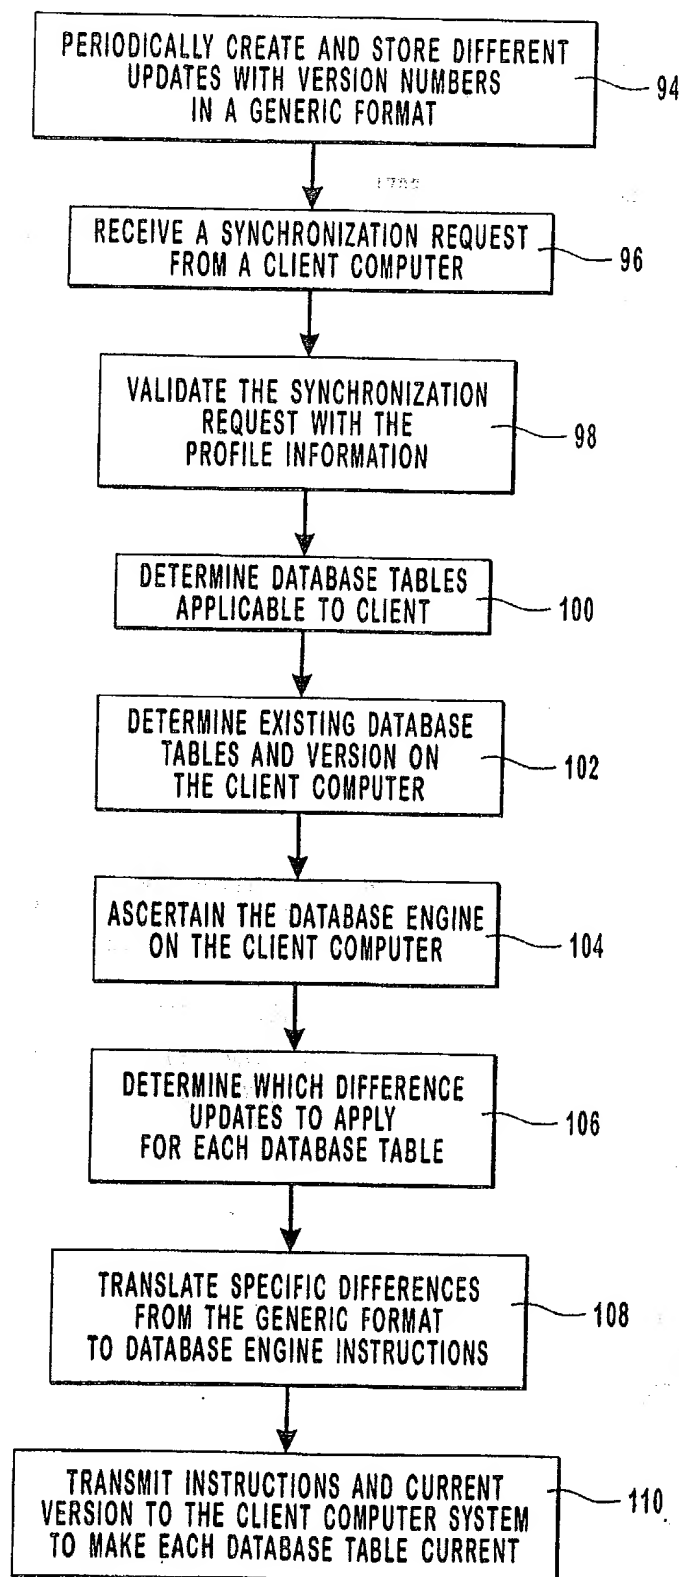 PERIODICALLY CREATE AND STORE DIFFERENT
UPDATES WITH VERSION NUMBERS
IN A GENERIC FORMAT
94
RECEIVE A SYNCHRONIZATION REQUEST
FROM A CLIENT COMPUTER
96
VALIDATE THE SYNCHRONIZATION
REQUEST WITH THE
PROFILE INFORMATION
98
DETERMINE DATABASE TABLES
APPLICABLE TO CLIENT
100
DETERMINE EXISTING DATABASE
TABLES AND VERSION ON
THE CLIENT COMPUTER
102
ASCERTAIN THE DATABASE ENGINE
ON THE CLIENT COMPUTER
104
DETERMINE WHICH DIFFERENCE
UPDATES TO APPLY
FOR EACH DATABASE TABLE
106
TRANSLATE SPECIFIC DIFFERENCES
FROM THE GENERIC FORMAT
TO DATABASE ENGINE INSTRUCTIONS
108
TRANSMIT INSTRUCTIONS AND CURRENT
VERSION TO THE CLIENT COMPUTER SYSTEM
TO MAKE EACH DATABASE TABLE CURRENT
110